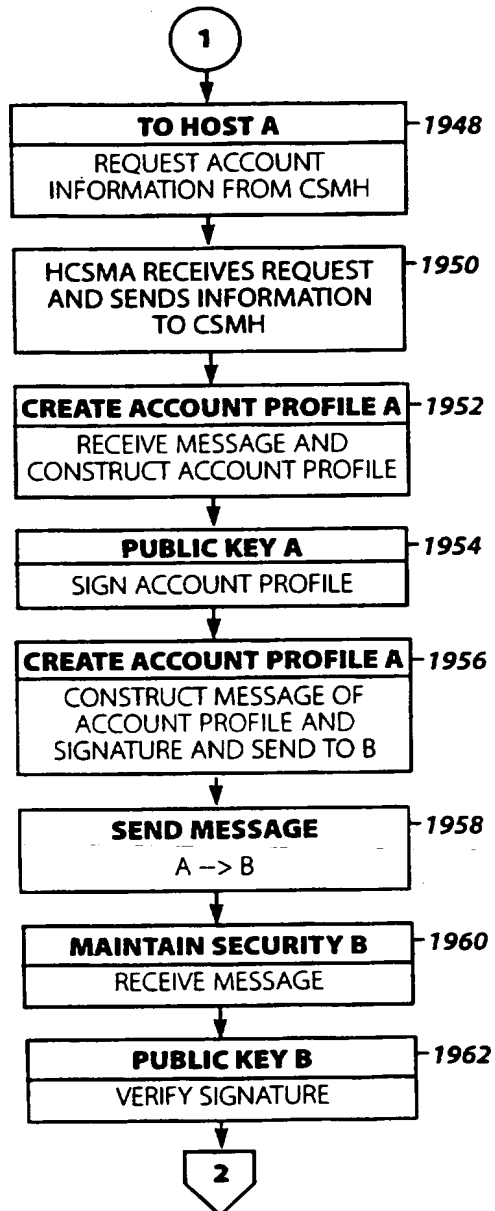 1
TO HOST A
1948
REQUEST ACCOUNT
INFORMATION FROM CSMH
HCSMA RECEIVES REQUEST
1950
AND SENDS INFORMATION
TO CSMH
CREATE ACCOUNT PROFILE A
1952
RECEIVE MESSAGE AND
CONSTRUCT ACCOUNT PROFILE
PUBLIC KEY A
1954
SIGN ACCOUNT PROFILE
CREATE ACCOUNT PROFILE A
1956
CONSTRUCT MESSAGE OF
ACCOUNT PROFILE AND
SIGNATURE AND SEND TO B
SEND MESSAGE
1958
A --> B
MAINTAIN SECURITY B
1960
RECEIVE MESSAGE
PUBLIC KEY B
1962
VERIFY SIGNATURE
2